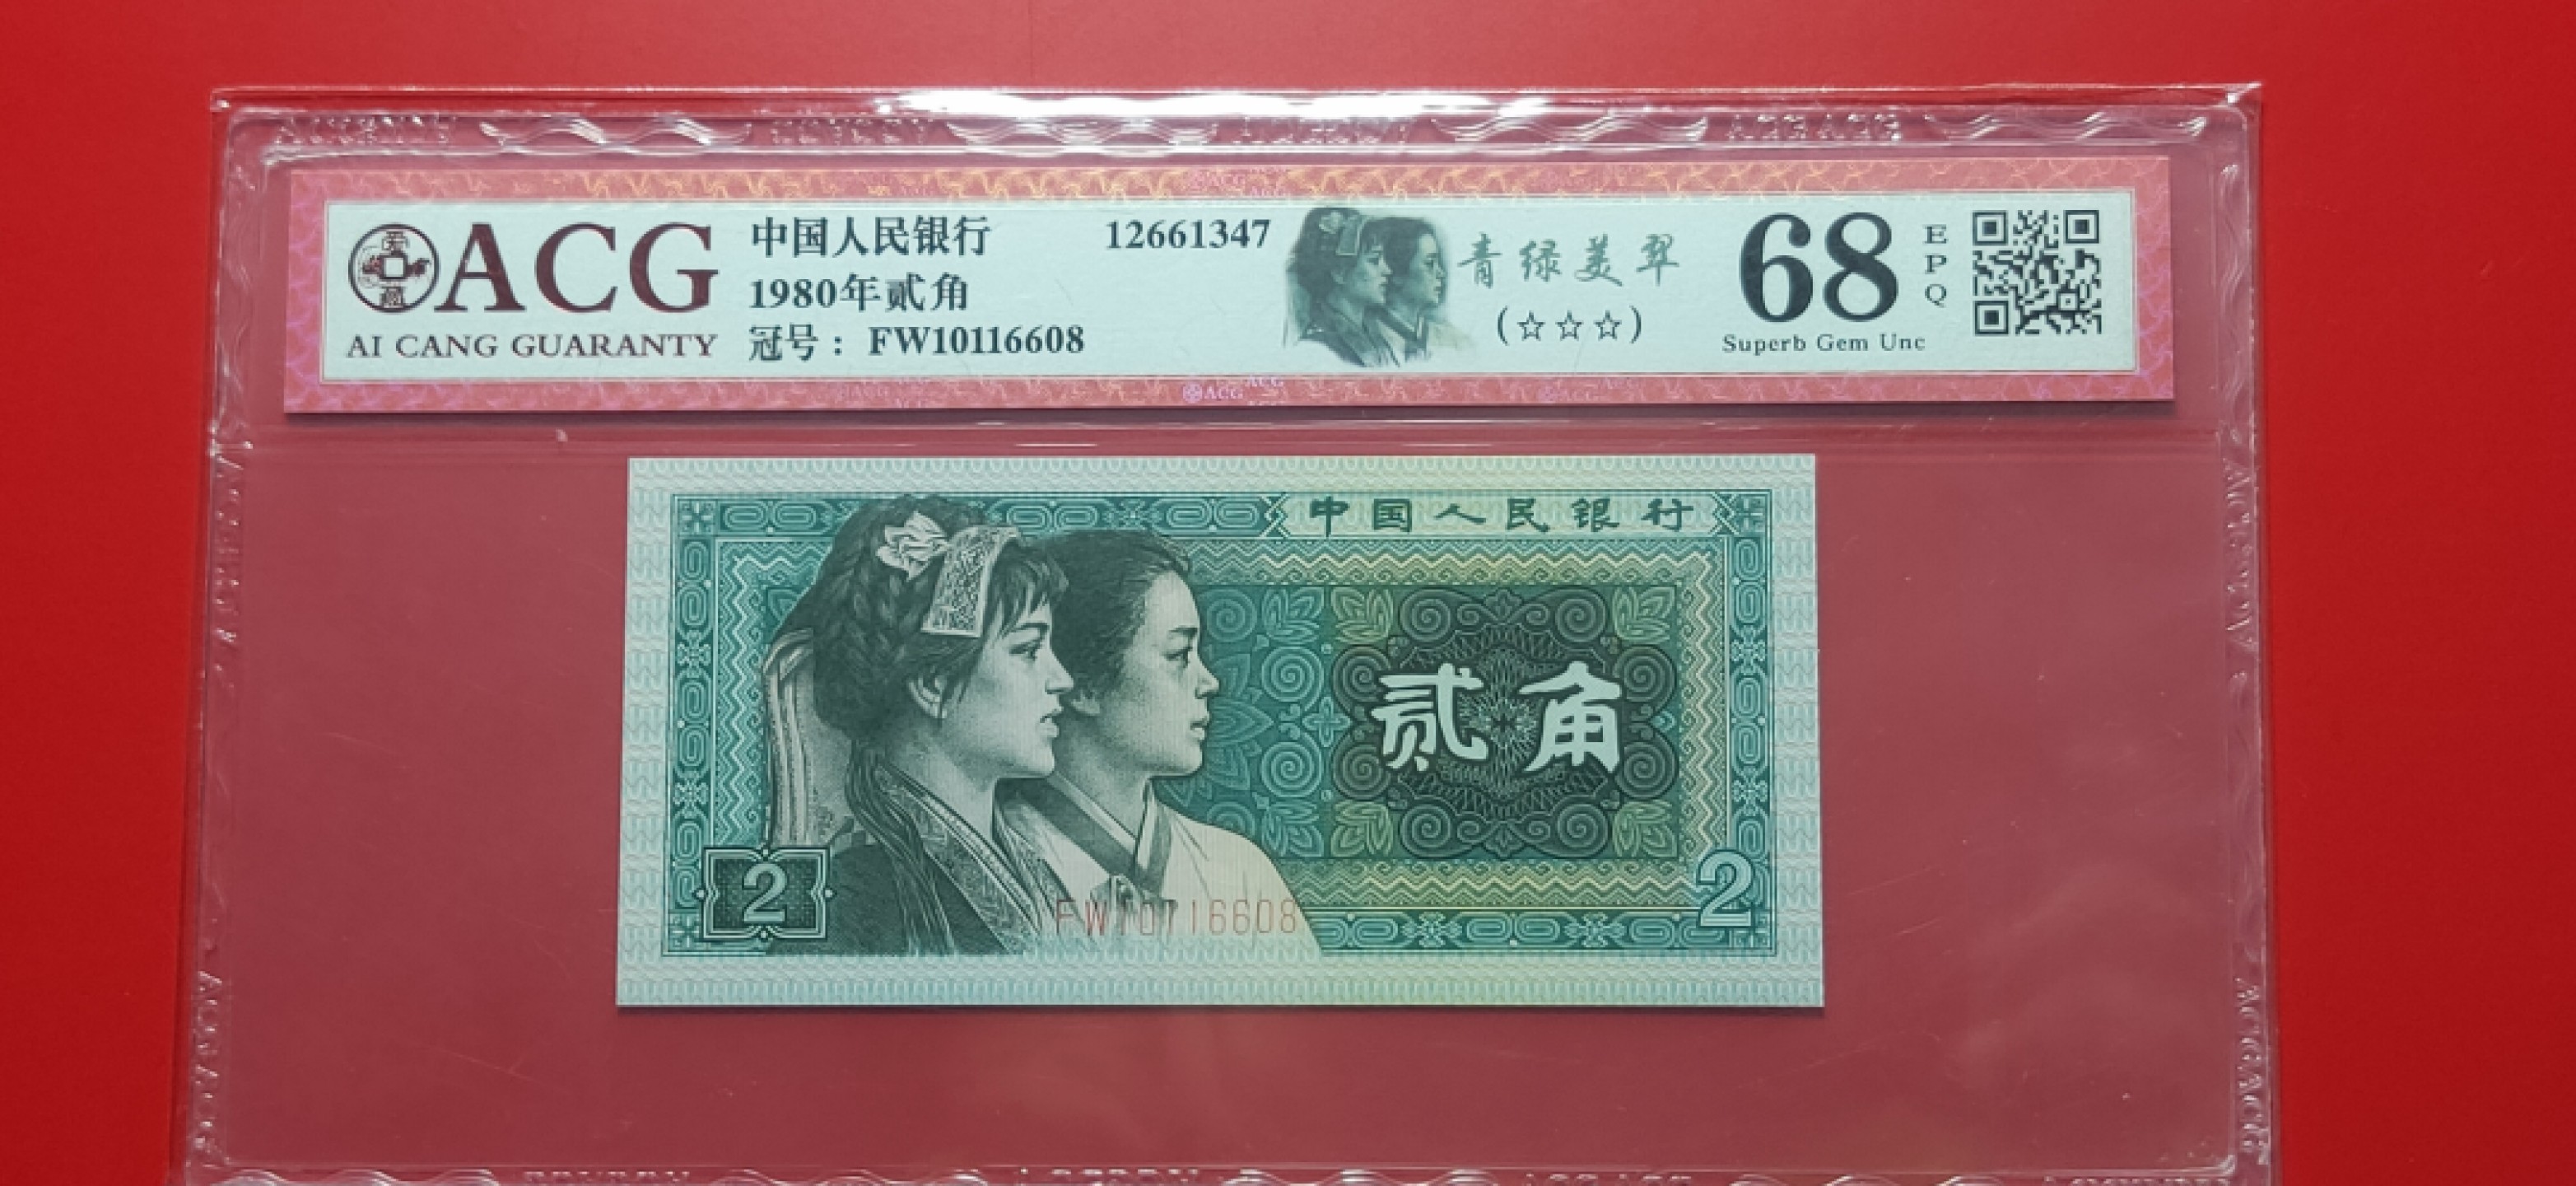 ACG
AI CANG GUARANTY
中国人民银行
1980年贰角
冠号：FW10116608
12661347
青绿美翠
(☆☆☆)
68
EPQ
Superb Gem Unc
中国人民银行
贰角
2
FW10116608
2